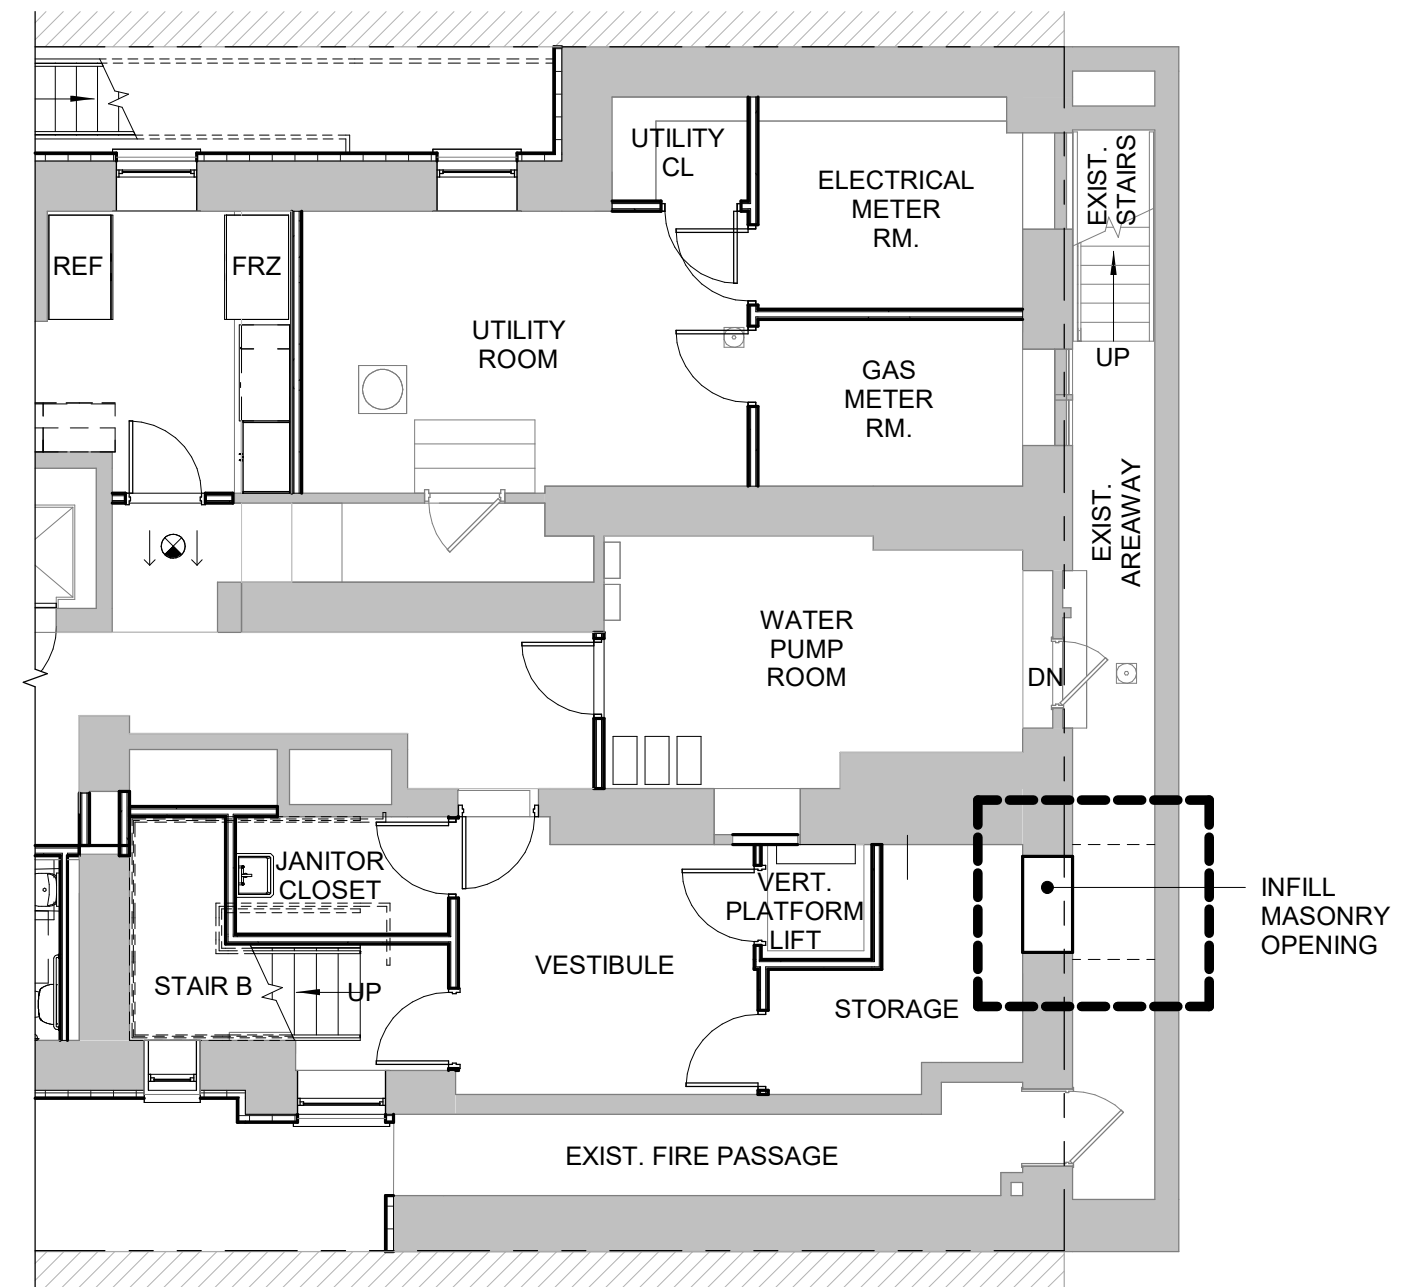 UTILITY
CL
ELECTRICAL
METER
RM.
EXIST.
STAIRS
REF
FRZ
UTILITY
ROOM
UP
GAS
METER
RM.
EXIST.
AREAWAY
WATER
PUMP
ROOM
DN
JANITOR
CLOSET
VERT.
PLATFORM
LIFT
INFILL
MASONRY
OPENING
VESTIBULE
STAIR B
UP
STORAGE
EXIST. FIRE PASSAGE